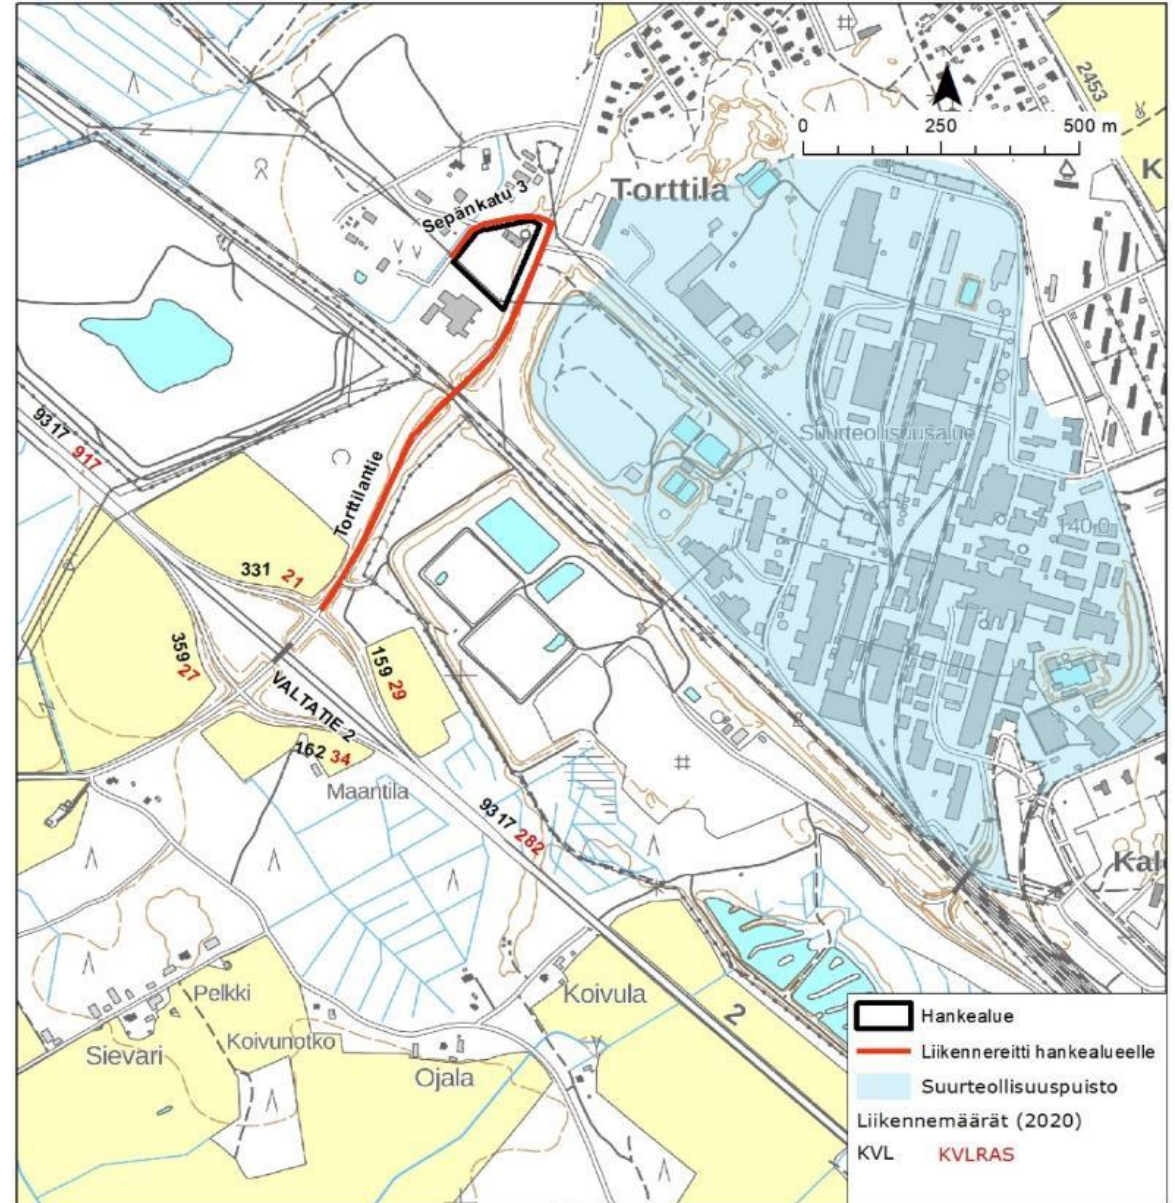 2453
N
0 250 500 m
K
Torttila
Sepänkatu 3
Suurteollisuusalue
9317 917
Torttilantie
140.0
331 21
359 27
159 29
VALTATIE 2
162 34
Maantila
9317 282
Kal
Pelkki
Koivula
2
Sievari
Koivunotko
Ojala
Hankealue
Liikennereitti hankealueelle
Suurteollisuuspuisto
Liikennemäärät (2020)
KVL KVLRAS